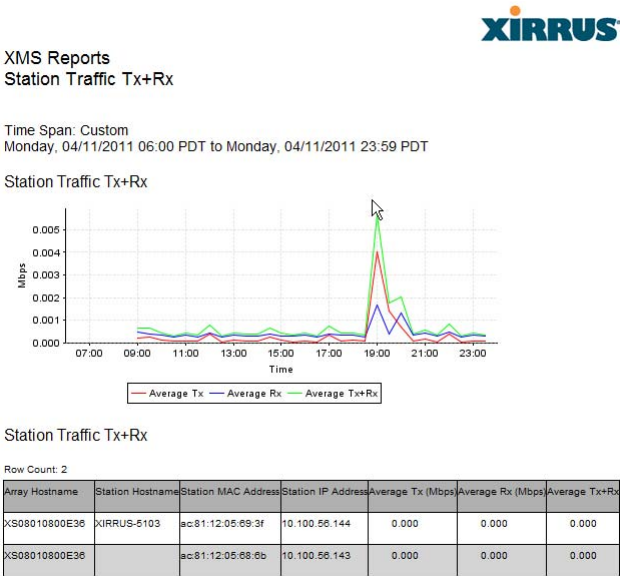 XIRRUS
XMS Reports
Station Traffic Tx+Rx
Time Span: Custom
Monday, 04/11/2011 06:00 PDT to Monday, 04/11/2011 23:59 PDT
Station Traffic Tx+Rx
0.005
0.004
0.003
0.002
0.001
0.000
Mbps
07:00 09:00 11:00 13:00 15:00 17:00 19:00 21:00 23:00
Time
Average Tx Average Rx Average Tx+Rx
Station Traffic Tx+Rx
Row Count: 2
Array Hostname Station Hostname Station MAC Address Station IP Address Average Tx (Mbps) Average Rx (Mbps) Average Tx+Rx
XS08010800E36 XIRRUS-5103 ac:81:12:05:69:3f 10.100.56.144 0.000 0.000 0.000
XS08010800E36 ac:81:12:05:68:6b 10.100.56.143 0.000 0.000 0.000